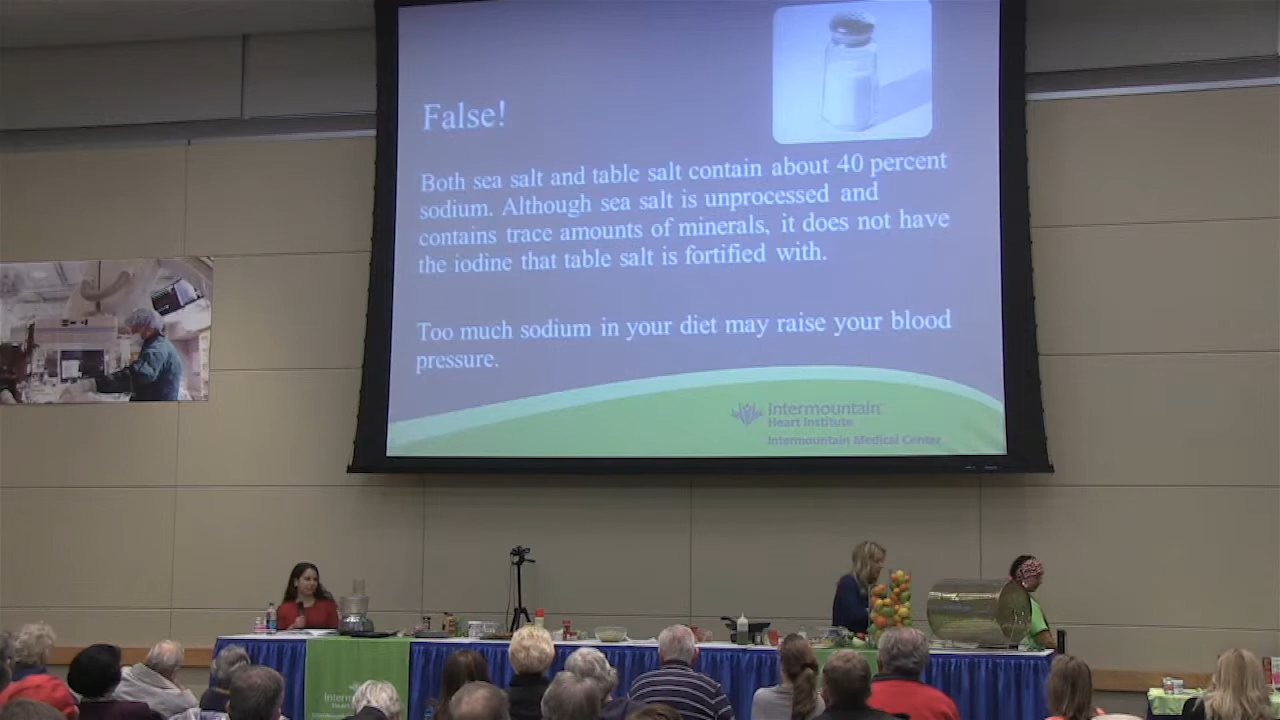 False!
Both sea salt and table salt contain about 40 percent
sodium. Although sea salt is unprocessed and
contains trace amounts of minerals, it does not have
the iodine that table salt is fortified with.
Too much sodium in your diet may raise your blood
pressure.
Intermountain
Heart Institute
Intermountain Medical Center